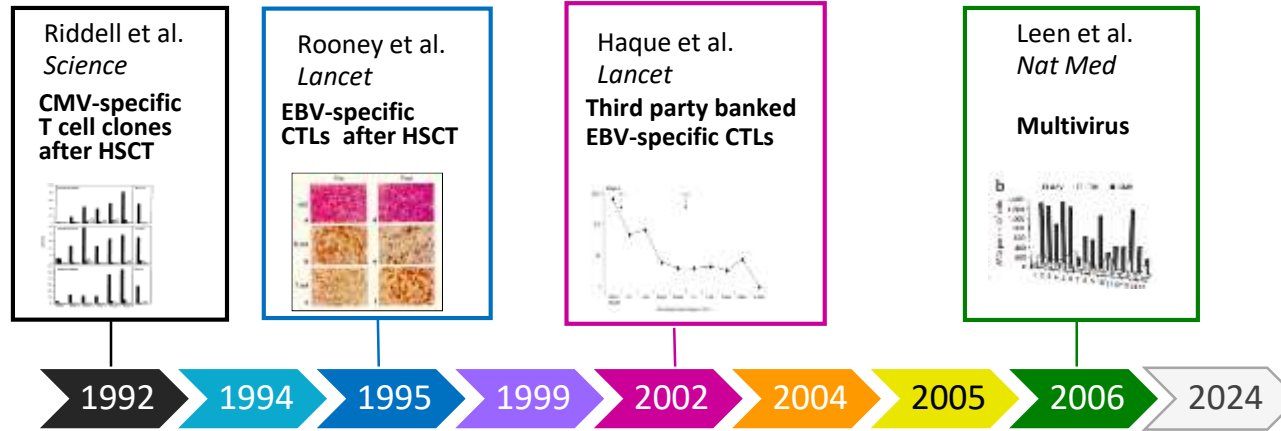 Riddell et al.
Science
CMV-specific
T cell clones
after HSCT
Rooney et al.
Lancet
EBV-specific
CTLs after HSCT
Haque et al.
Lancet
Third party banked
EBV-specific CTLs
Leen et al.
Nat Med
Multivirus
b
1992
1994
1995
1999
2002
2004
2005
2006
2024